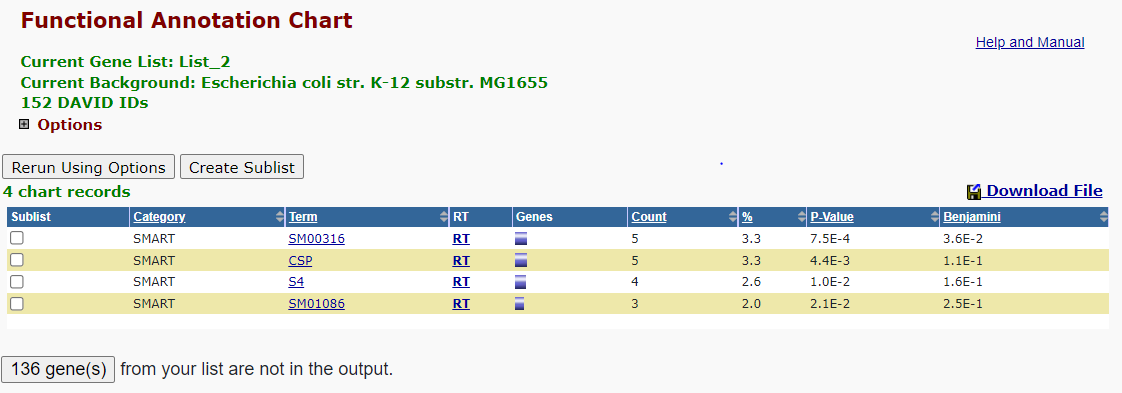 Functional Annotation Chart
Help and Manual
Current Gene List: List_2
Current Background: Escherichia coli str. K-12 substr. MG1655
152 DAVID IDs
Options
Rerun Using Options Create Sublist
4 chart records Download File
Sublist Category Term RT Genes Count % P-Value Benjamini
SMART SM00316 RT 5 3.3 7.5E-4 3.6E-2
SMART CSP RT 5 3.3 4.4E-3 1.1E-1
SMART S4 RT 4 2.6 1.0E-2 1.6E-1
SMART SM01086 RT 3 2.0 2.1E-2 2.5E-1
136 gene(s) from your list are not in the output.